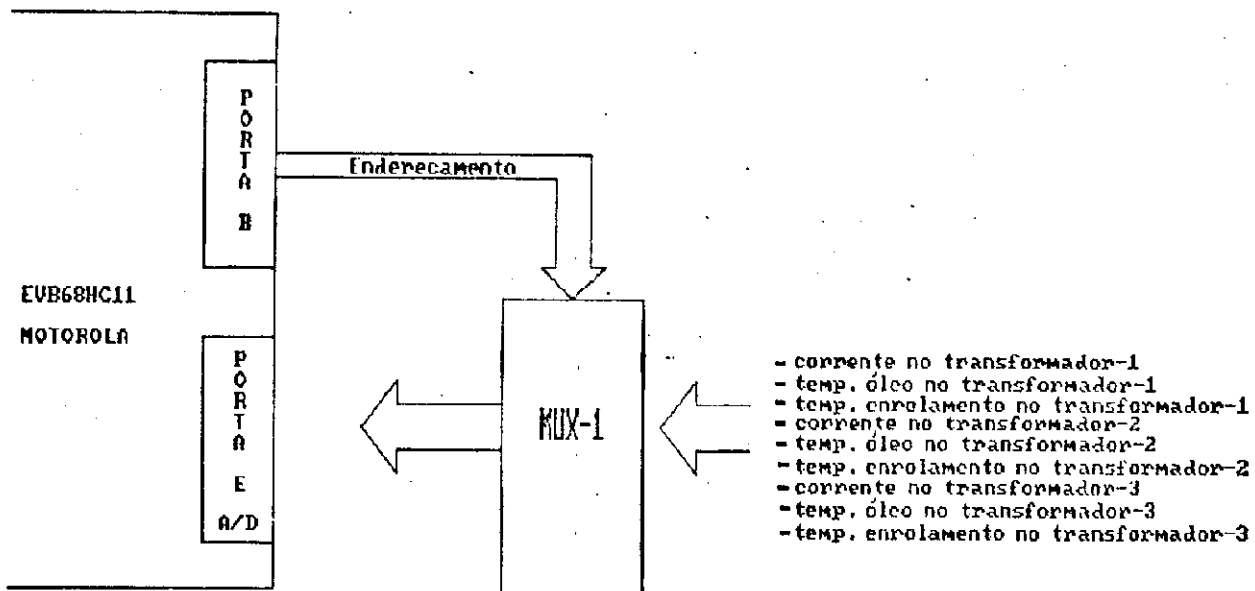 PORTA B
Enderecamento
EVB68HC11
MOTOROLA
PORTA E
A/D
MUX-1
- corrente no transformador-1
- temp. óleo no transformador-1
- temp. enrolamento no transformador-1
- corrente no transformador-2
- temp. óleo no transformador-2
- temp. enrolamento no transformador-2
- corrente no transformador-3
- temp. óleo no transformador-3
- temp. enrolamento no transformador-3